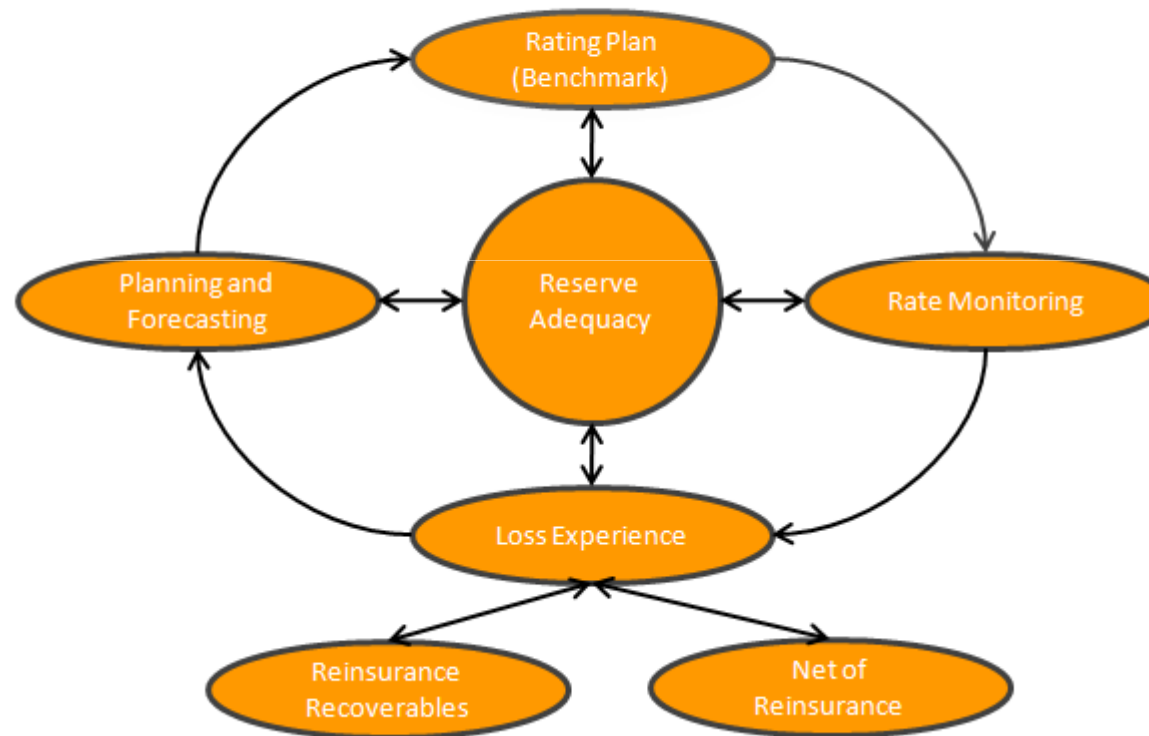 Rating Plan
(Benchmark)
Planning and
Forecasting
Reserve
Adequacy
Rate Monitoring
Loss Experience
Reinsurance
Recoverables
Net of
Reinsurance